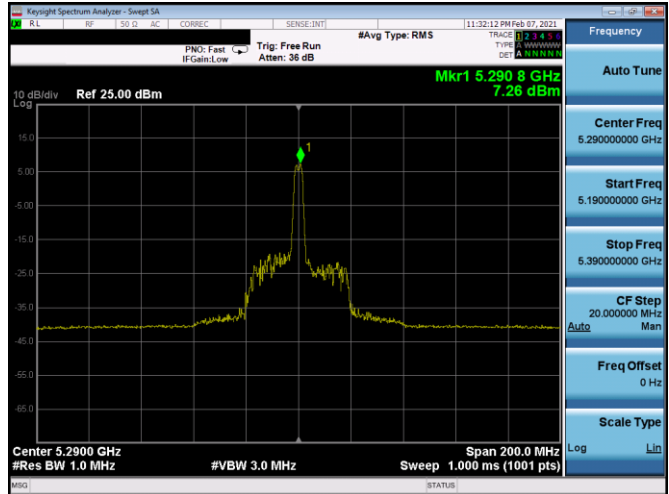 Keysight Spectrum Analyzer - Swept SA
RL RF 50 Ω AC CORREC SENSE:INT 11:32:12 PM Feb 07, 2021
#Avg Type: RMS TRACE 1 2 3 4 5 6
PNO: Fast Trig: Free Run TYPE A WWWWW
IFGain:Low Atten: 36 dB DET A NNNNN
Mkr1 5.290 8 GHz
7.26 dBm
10 dB/div Ref 25.00 dBm
Log
1
15.0
5.00
-5.00
-15.0
-25.0
-35.0
-45.0
-55.0
-65.0
Center 5.2900 GHz Span 200.0 MHz
#Res BW 1.0 MHz #VBW 3.0 MHz Sweep 1.000 ms (1001 pts)
MSG STATUS
Frequency
Auto Tune
Center Freq
5.290000000 GHz
Start Freq
5.190000000 GHz
Stop Freq
5.390000000 GHz
CF Step
20.000000 MHz
Auto Man
Freq Offset
0 Hz
Scale Type
Log Lin